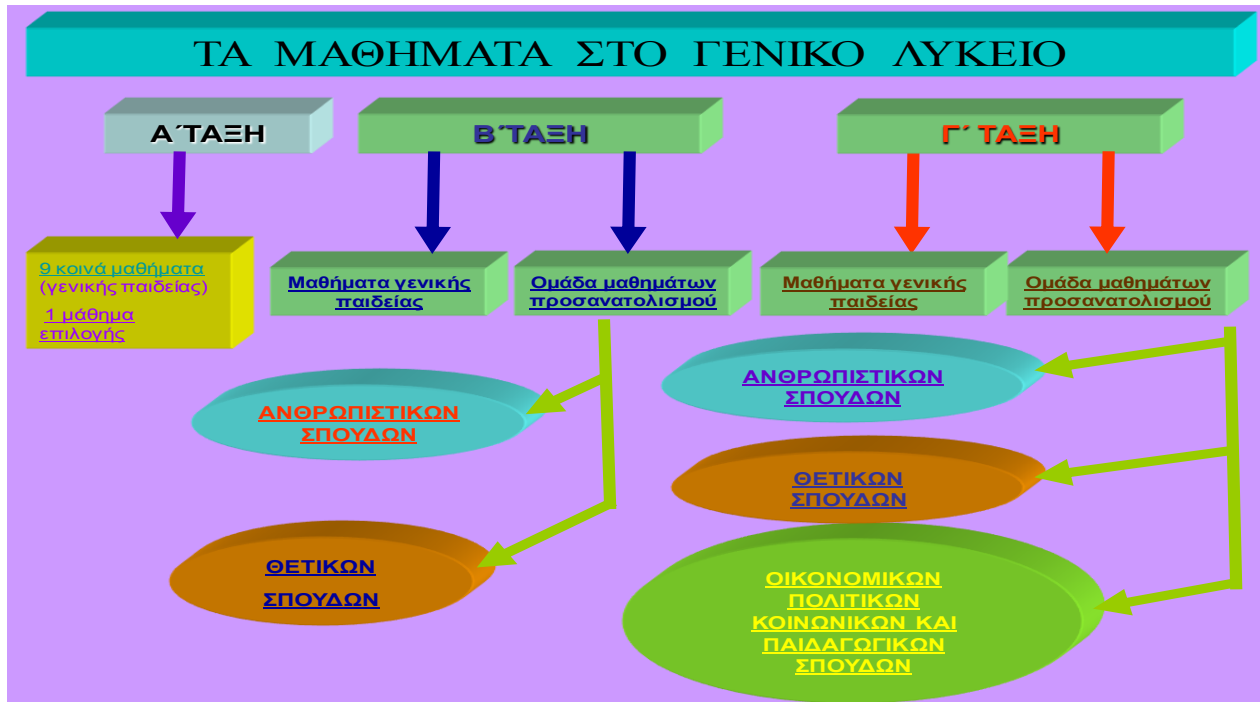 ΤΑ ΜΑΘΗΜΑΤΑ ΣΤΟ ΓΕΝΙΚΟ ΛΥΚΕΙΟ
Α΄ΤΑΞΗ
Β΄ΤΑΞΗ
Γ΄ ΤΑΞΗ
9 κοινά μαθήματα
(γενικής παιδείας)
1 μάθημα
επιλογής
Μαθήματα γενικής
παιδείας
Ομάδα μαθημάτων
προσανατολισμού
Μαθήματα γενικής
παιδείας
Ομάδα μαθημάτων
προσανατολισμού
ΑΝΘΡΩΠΙΣΤΙΚΩΝ
ΣΠΟΥΔΩΝ
ΘΕΤΙΚΩΝ
ΣΠΟΥΔΩΝ
ΑΝΘΡΩΠΙΣΤΙΚΩΝ
ΣΠΟΥΔΩΝ
ΘΕΤΙΚΩΝ
ΣΠΟΥΔΩΝ
ΟΙΚΟΝΟΜΙΚΩΝ
ΠΟΛΙΤΙΚΩΝ
ΚΟΙΝΩΝΙΚΩΝ ΚΑΙ
ΠΑΙΔΑΓΩΓΙΚΩΝ
ΣΠΟΥΔΩΝ